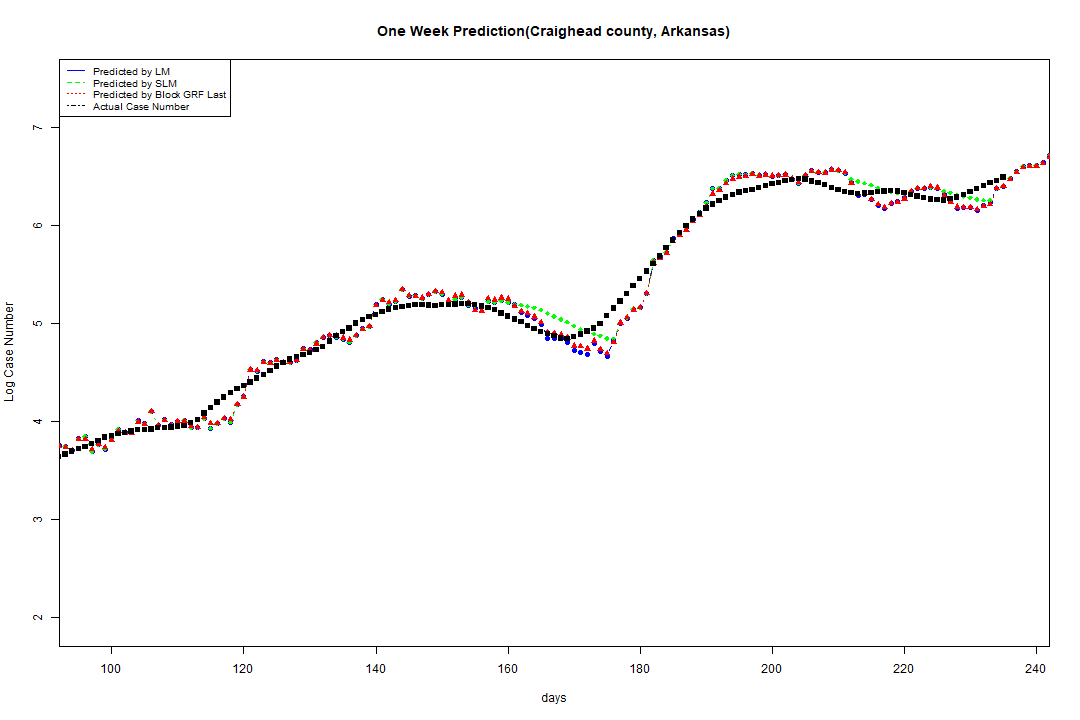 One Week Prediction(Craighead county, Arkansas)
Predicted by LM
Predicted by SLM
Predicted by Block GRF Last
Actual Case Number
7
6
5
4
3
2
Log Case Number
100 120 140 160 180 200 220 240
days